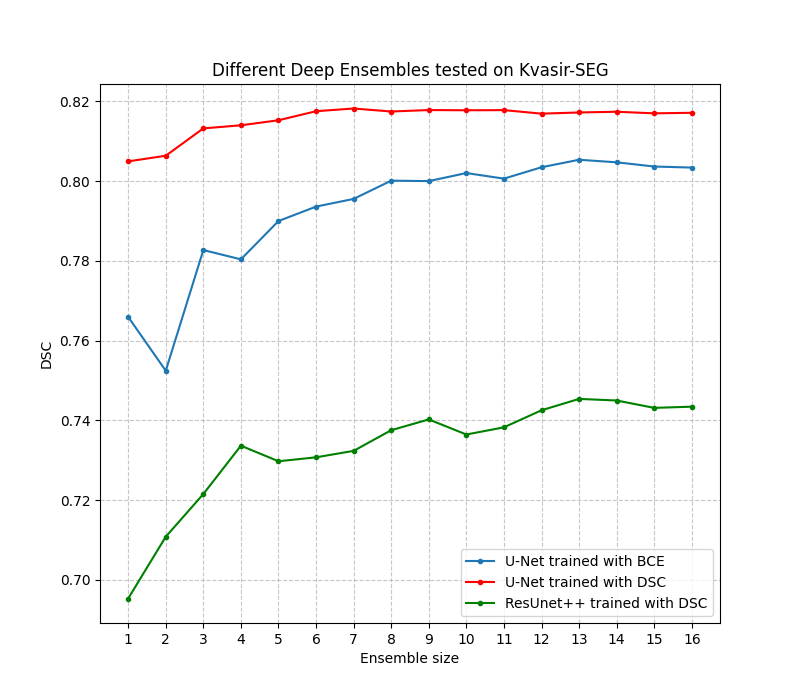 Different Deep Ensembles tested on Kvasir-SEG
0.82
0.80
0.78
0.76
0.74
0.72
0.70
DSC
U-Net trained with BCE
U-Net trained with DSC
ResUnet++ trained with DSC
1 2 3 4 5 6 7 8 9 10 11 12 13 14 15 16
Ensemble size